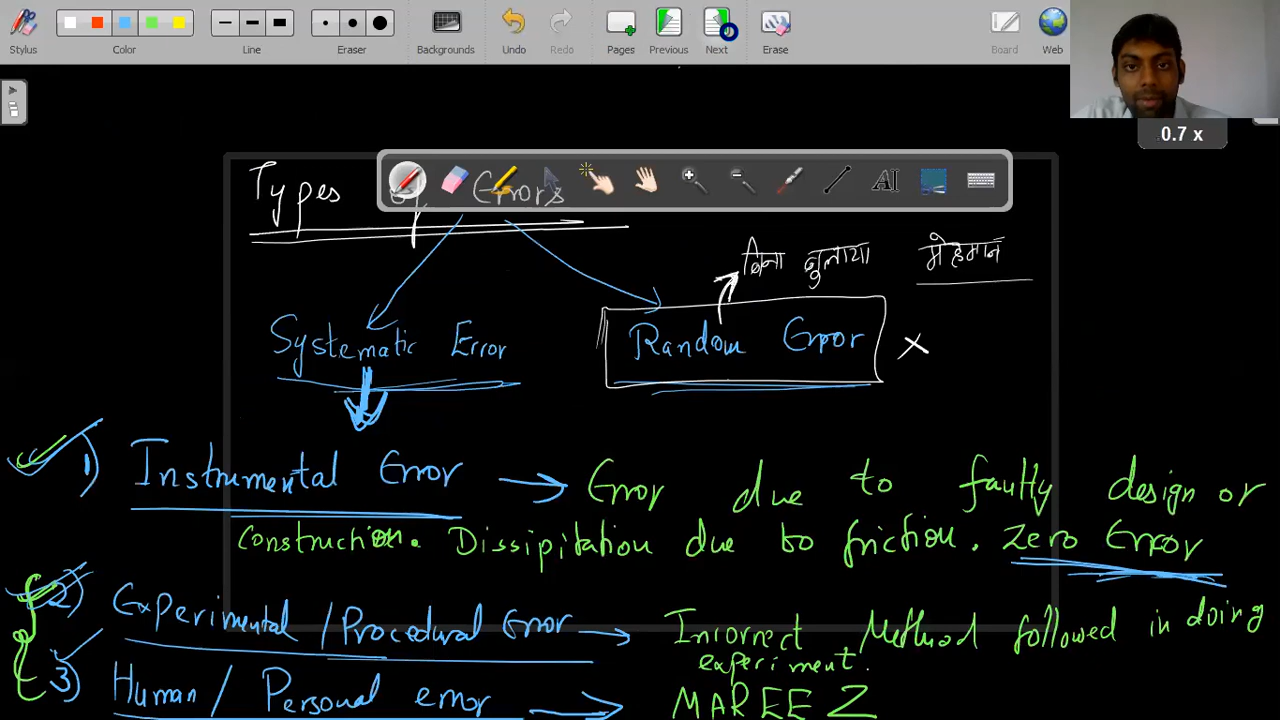 Stylus Color Line Eraser Backgrounds Undo Redo Pages Previous Next Erase Board Web
0.7 x
Types of Errors
बिना बुलाया मेहमान
Systematic Error Random Error ×
1) Instrumental Error → Error due to faulty design or
construction. Dissipitation due to friction. Zero Error
2) Experimental / Procedural Error → Incorrect Method followed in doing
experiment.
3) Human / Personal error → MAREEZ